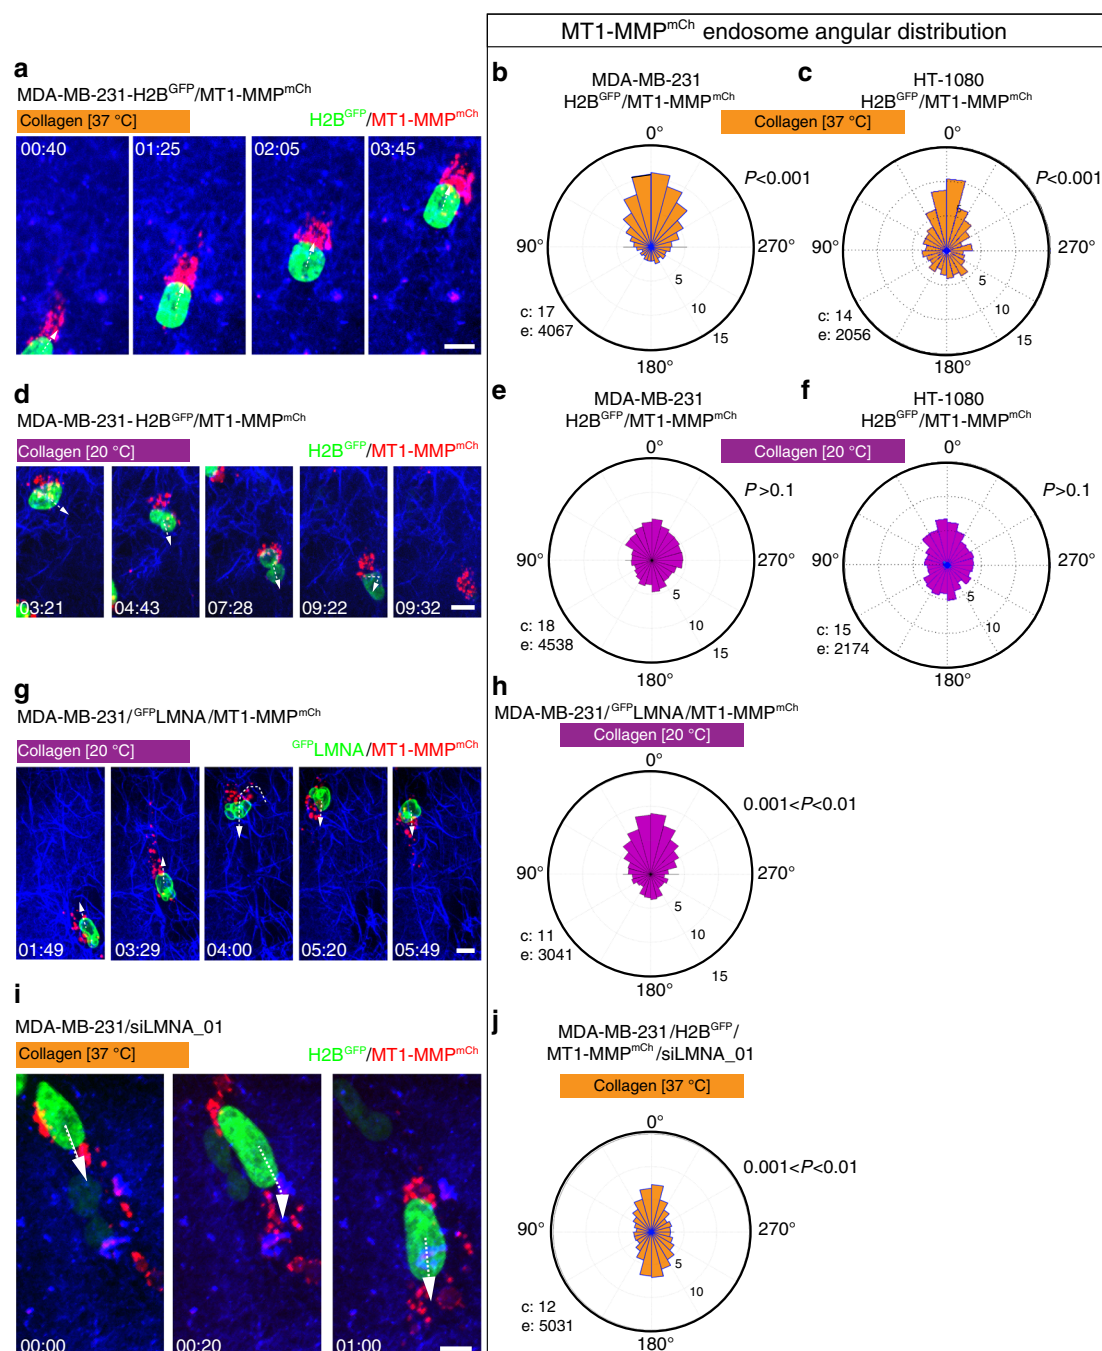 MT1-MMPmCh endosome angular distribution
a
MDA-MB-231-H2BGFP/MT1-MMPmCh
Collagen [37 °C]
H2BGFP/MT1-MMPmCh
00:40
01:25
02:05
03:45
b
MDA-MB-231
H2BGFP/MT1-MMPmCh
c
HT-1080
H2BGFP/MT1-MMPmCh
Collagen [37 °C]
0°
P<0.001
90°
270°
5
10
15
c: 17
e: 4067
180°
0°
P<0.001
90°
270°
5
5
10
15
c: 14
e: 2056
180°
d
MDA-MB-231-H2BGFP/MT1-MMPmCh
Collagen [20 °C]
H2BGFP/MT1-MMPmCh
03:21
04:43
07:28
09:22
09:32
e
MDA-MB-231
H2BGFP/MT1-MMPmCh
f
HT-1080
H2BGFP/MT1-MMPmCh
Collagen [20 °C]
0°
P>0.1
90°
270°
5
10
15
c: 18
e: 4538
180°
0°
P>0.1
90°
270°
5
10
c: 15
e: 2174
180°
g
MDA-MB-231/GFPLMNA/MT1-MMPmCh
Collagen [20 °C]
GFPLMNA/MT1-MMPmCh
01:49
03:29
04:00
05:20
05:49
h
MDA-MB-231/GFPLMNA/MT1-MMPmCh
Collagen [20 °C]
0°
0.001<P<0.01
90°
270°
5
10
15
c: 11
e: 3041
180°
i
MDA-MB-231/siLMNA_01
Collagen [37 °C]
H2BGFP/MT1-MMPmCh
00:00
00:20
01:00
j
MDA-MB-231/H2BGFP/
MT1-MMPmCh/siLMNA_01
Collagen [37 °C]
0°
0.001<P<0.01
90°
270°
5
10
c: 12
e: 5031
180°